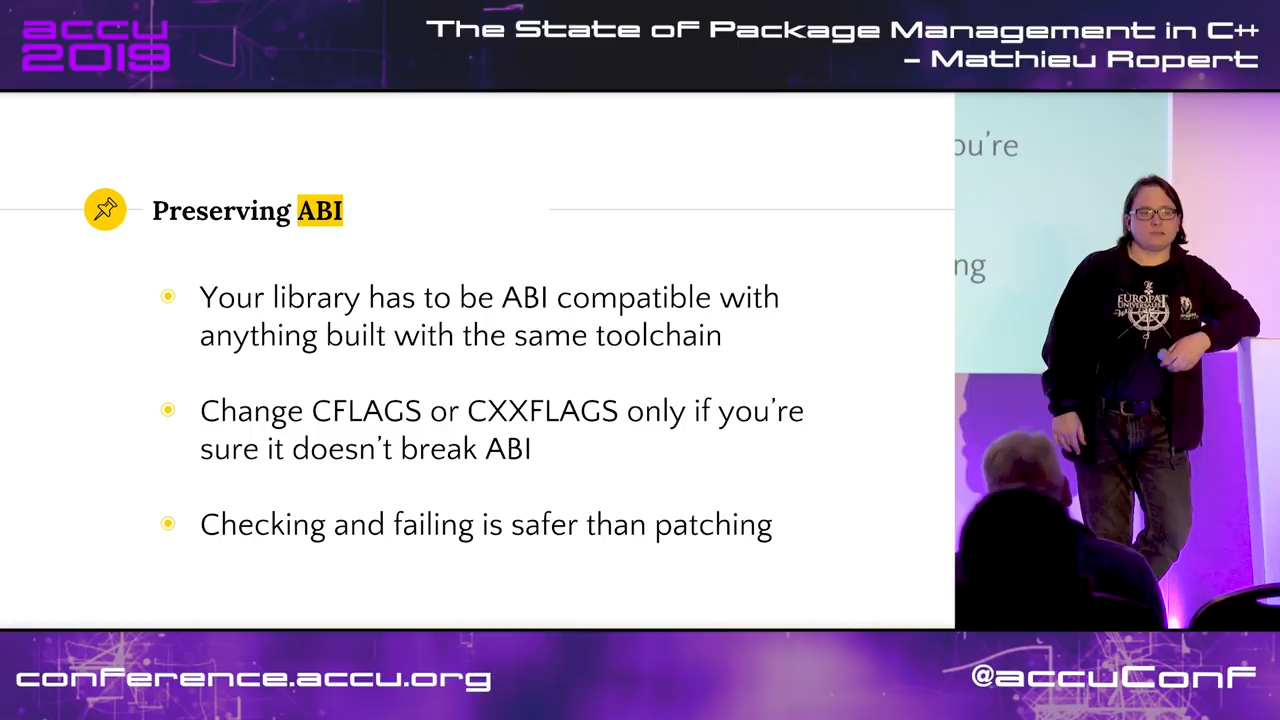 accu
2019
The State of Package Management in C++
– Mathieu Ropert
Preserving ABI
Your library has to be ABI compatible with
anything built with the same toolchain
Change CFLAGS or CXXFLAGS only if you’re
sure it doesn’t break ABI
Checking and failing is safer than patching
ou’re
ng
EUROPA
UNIVERSALIS
conference.accu.org
@accuConf